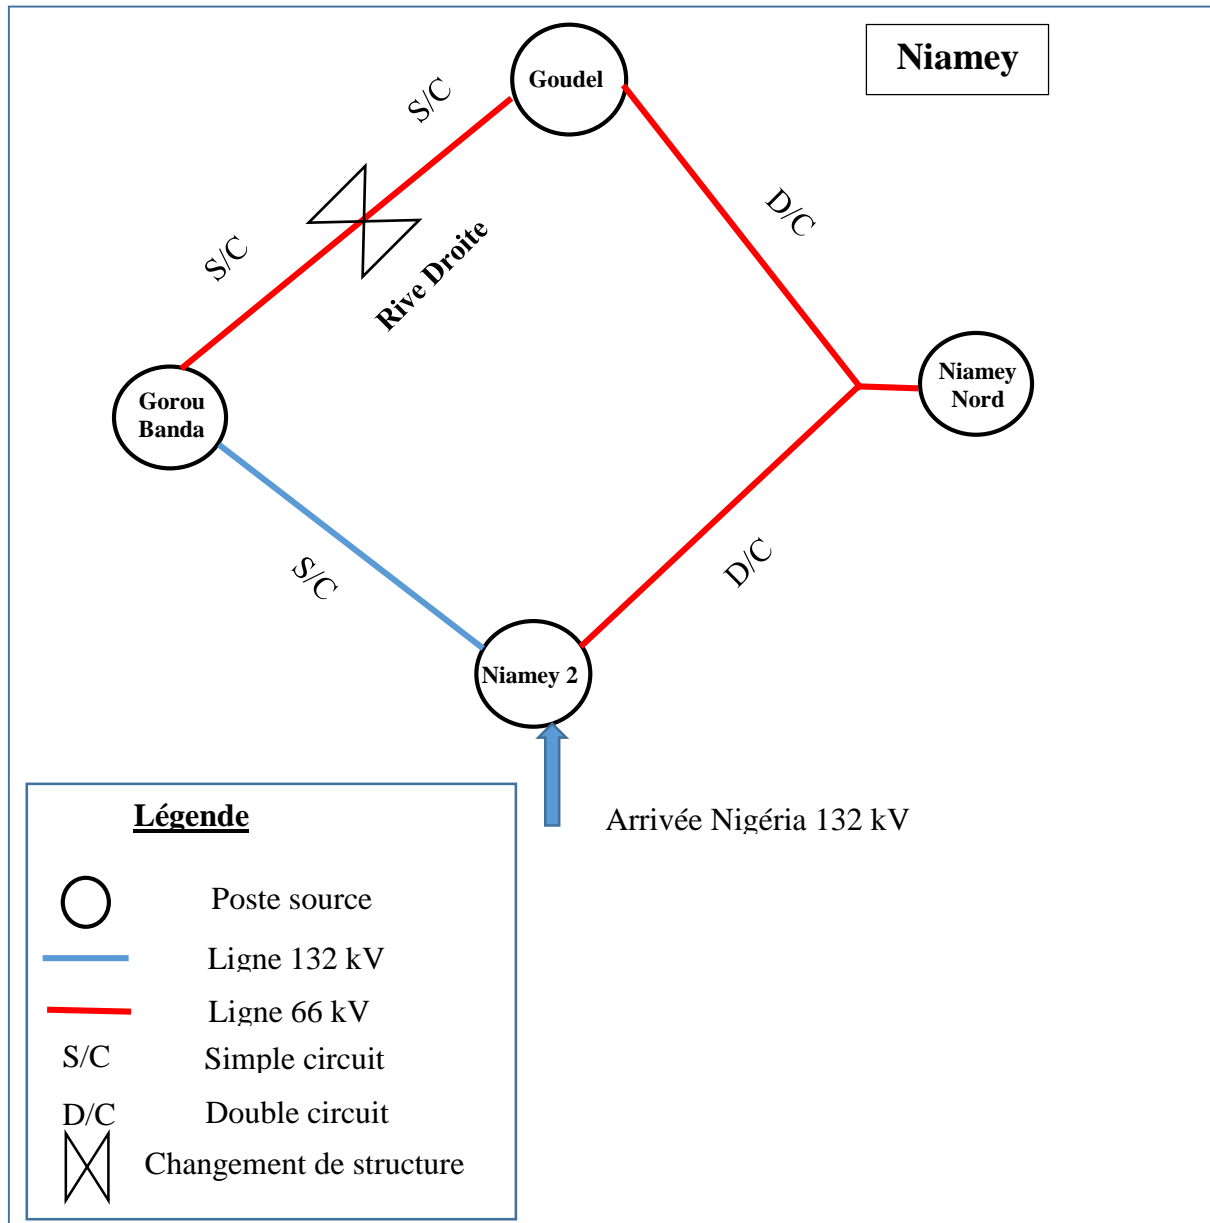 Niamey
Goudel
S/C
D/C
S/C
Rive Droite
Niamey
Nord
Gorou
Banda
S/C
D/C
Niamey 2
Arrivée Nigéria 132 kV
Légende
Poste source
Ligne 132 kV
Ligne 66 kV
S/C Simple circuit
D/C Double circuit
Changement de structure